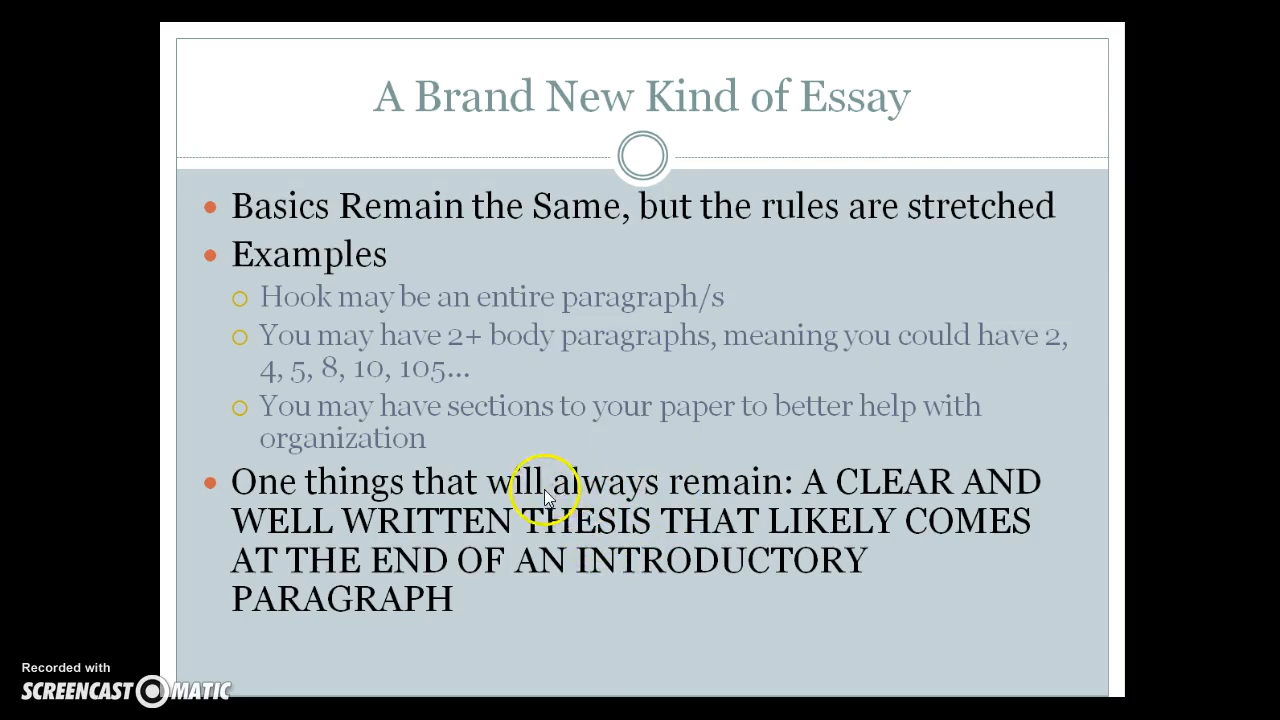 A Brand New Kind of Essay
Basics Remain the Same, but the rules are stretched
Examples
Hook may be an entire paragraph/s
You may have 2+ body paragraphs, meaning you could have 2,
4, 5, 8, 10, 105...
You may have sections to your paper to better help with
organization
One things that will always remain: A CLEAR AND
WELL WRITTEN THESIS THAT LIKELY COMES
AT THE END OF AN INTRODUCTORY
PARAGRAPH
Recorded with
SCREENCAST MATIC